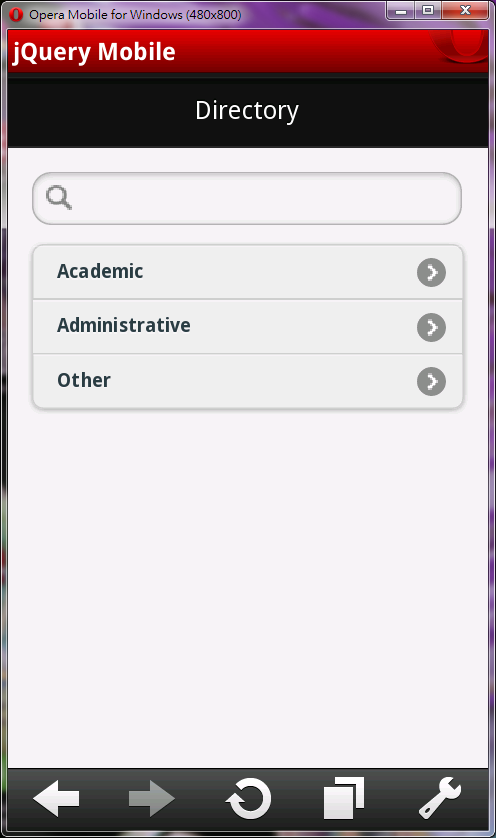 Opera Mobile for Windows (480x800)
jQuery Mobile
Directory
Academic
Administrative
Other